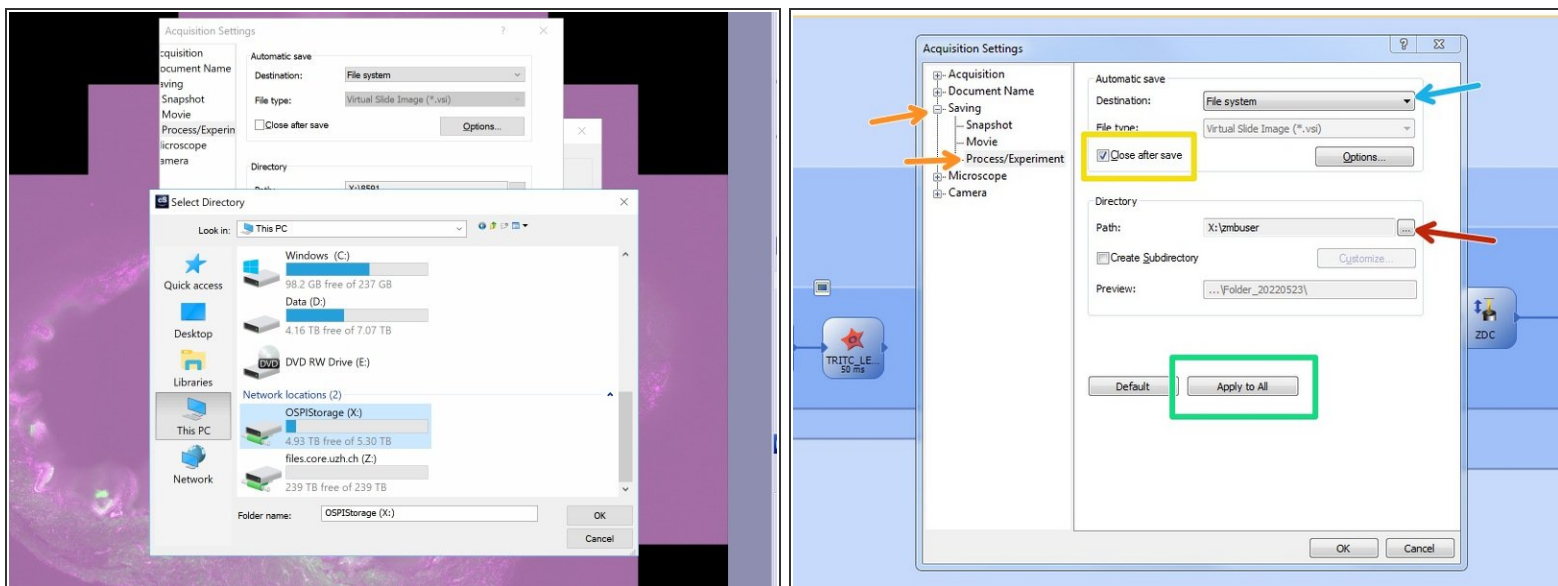 Acquisition Settings
cquisition
ocument Name
aving
Snapshot
Movie
Process/Experin
licroscope
amera
Automatic save
Destination: File system
File type: Virtual Slide Image (*.vsi)
Close after save Options...
Directory
X:\8591
Select Directory
Look in: This PC
Quick access
Desktop
Libraries
This PC
Network
Windows (C:)
98.2 GB free of 237 GB
Data (D:)
4.16 TB free of 7.07 TB
DVD RW Drive (E:)
Network locations (2)
OSPIStorage (X:)
4.93 TB free of 5.30 TB
files.core.uzh.ch (Z:)
239 TB free of 239 TB
Folder name: OSPIStorage (X:)
OK
Cancel
Acquisition Settings
Acquisition
Document Name
Saving
Snapshot
Movie
Process/Experiment
Microscope
Camera
Automatic save
Destination: File system
File type: Virtual Slide Image (*.vsi)
Close after save Options...
Directory
Path: X:\zmbuser ...
Create Subdirectory Customize...
Preview: ...\Folder_20220523\
Default Apply to All
OK Cancel
TRITC_LE...
50 ms
ZDC